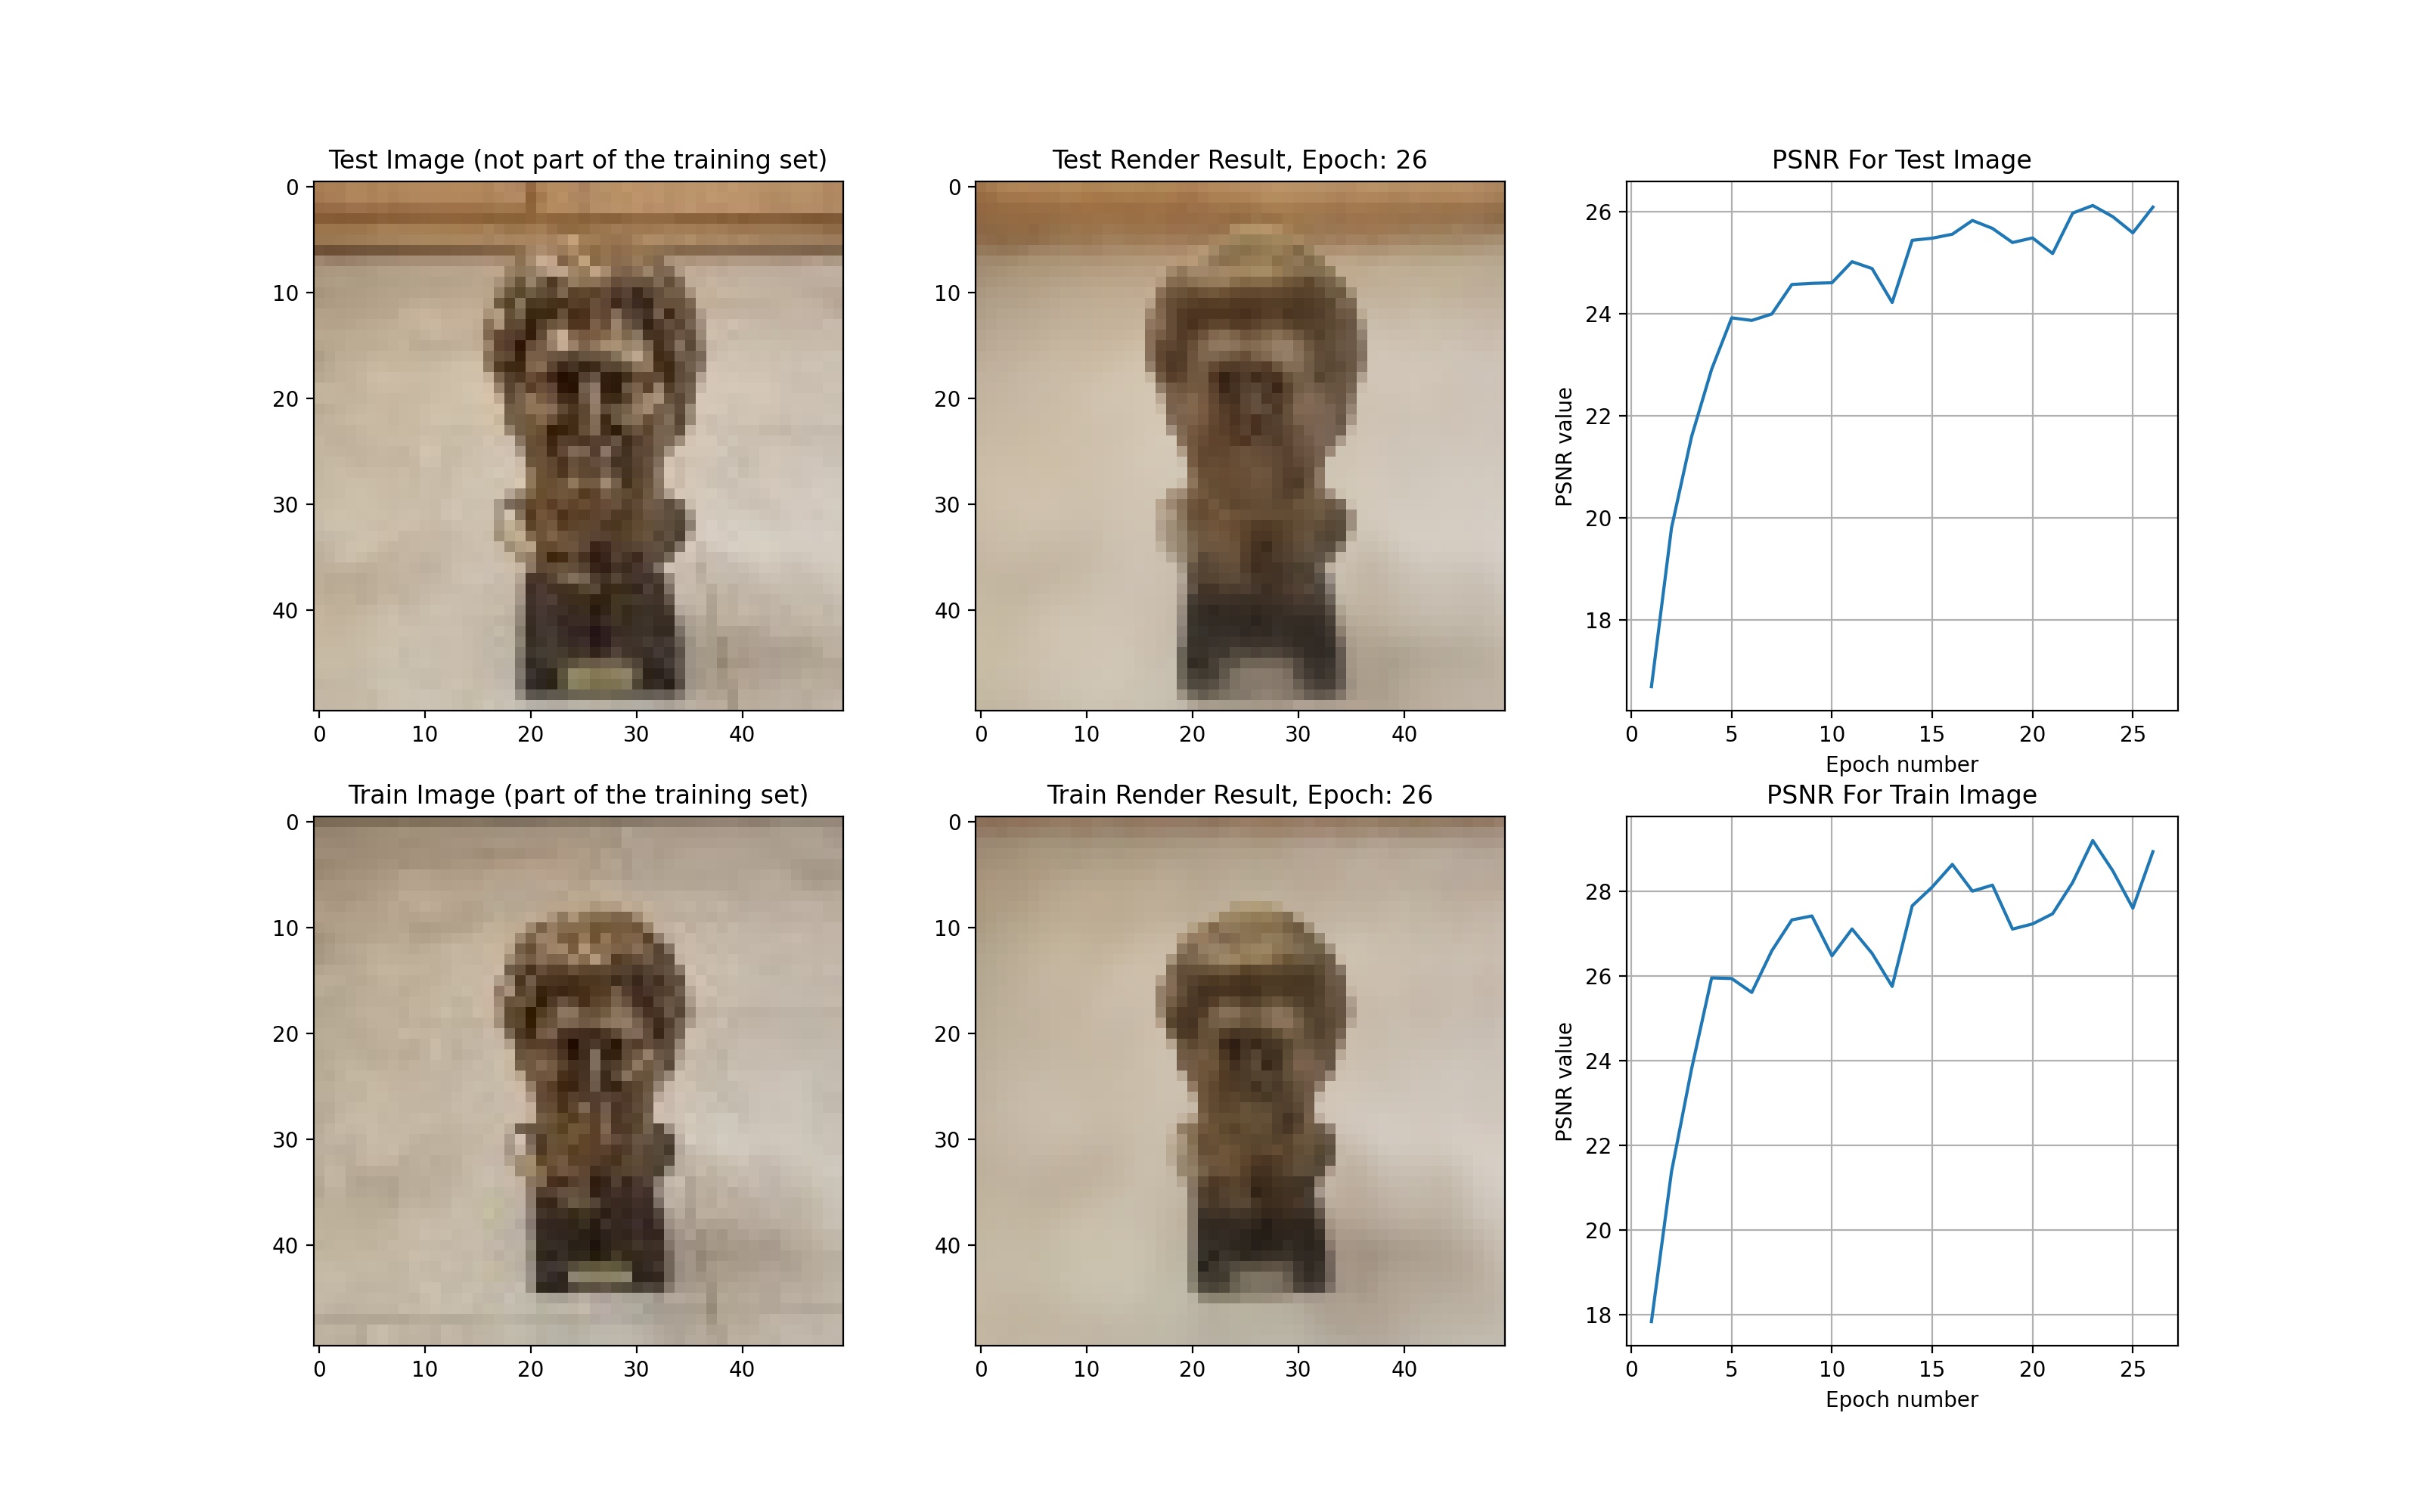 Test Image (not part of the training set)
0
10
20
30
40
0 10 20 30 40
Test Render Result, Epoch: 26
0
10
20
30
40
0 10 20 30 40
PSNR For Test Image
PSNR value
26
24
22
20
18
0 5 10 15 20 25
Epoch number
Train Image (part of the training set)
0
10
20
30
40
0 10 20 30 40
Train Render Result, Epoch: 26
0
10
20
30
40
0 10 20 30 40
PSNR For Train Image
PSNR value
28
26
24
22
20
18
0 5 10 15 20 25
Epoch number